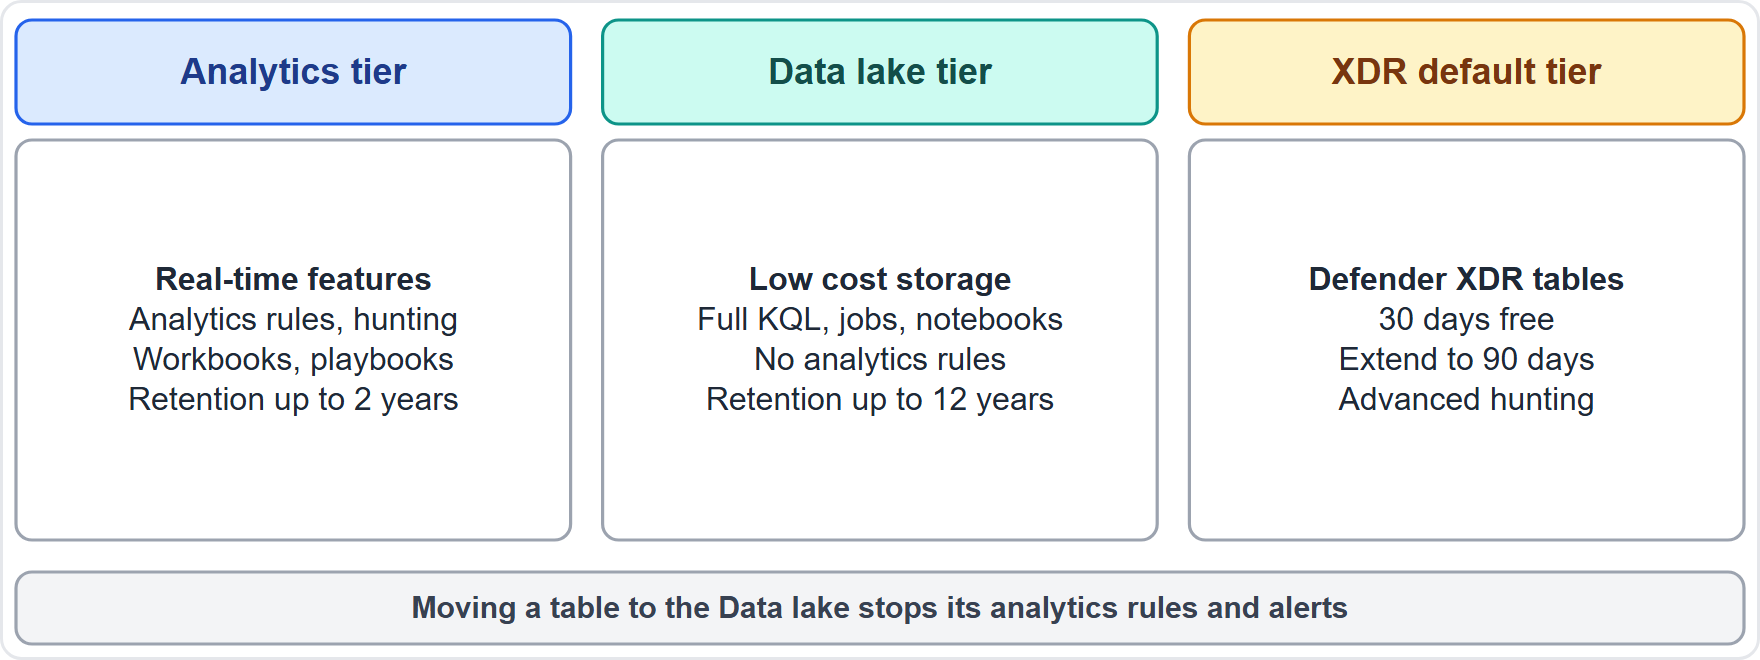 Analytics tier
Data lake tier
XDR default tier
Real-time features
Analytics rules, hunting
Workbooks, playbooks
Retention up to 2 years
Low cost storage
Full KQL, jobs, notebooks
No analytics rules
Retention up to 12 years
Defender XDR tables
30 days free
Extend to 90 days
Advanced hunting
Moving a table to the Data lake stops its analytics rules and alerts